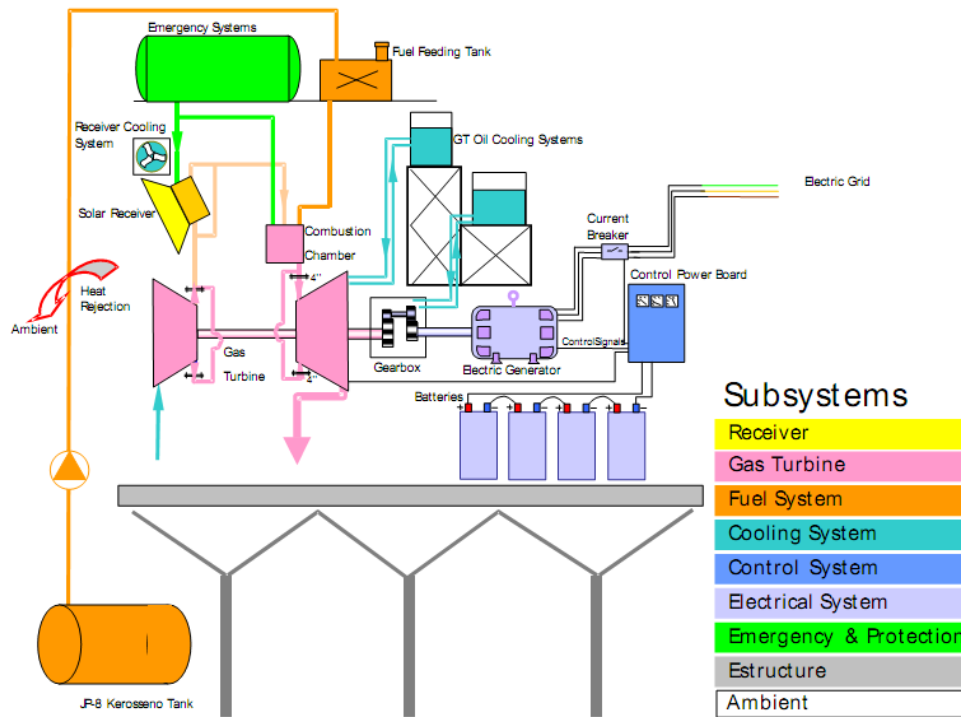 Emergency Systems
Fuel Feeding Tank
Receiver Cooling
System
GT Oil Cooling Systems
Solar Receiver
Electric Grid
Combustion
Chamber
Current
Breaker
4''
Control Power Board
Heat
Rejection
Ambient
Gas
Turbine
4''
Gearbox
Electric Generator
ControlSignals
Batteries
+ - + - + - + -
Subsystems
Receiver
Gas Turbine
Fuel System
Cooling System
Control System
Electrical System
Emergency & Protection
Estructure
Ambient
JP-8 Kerosseno Tank